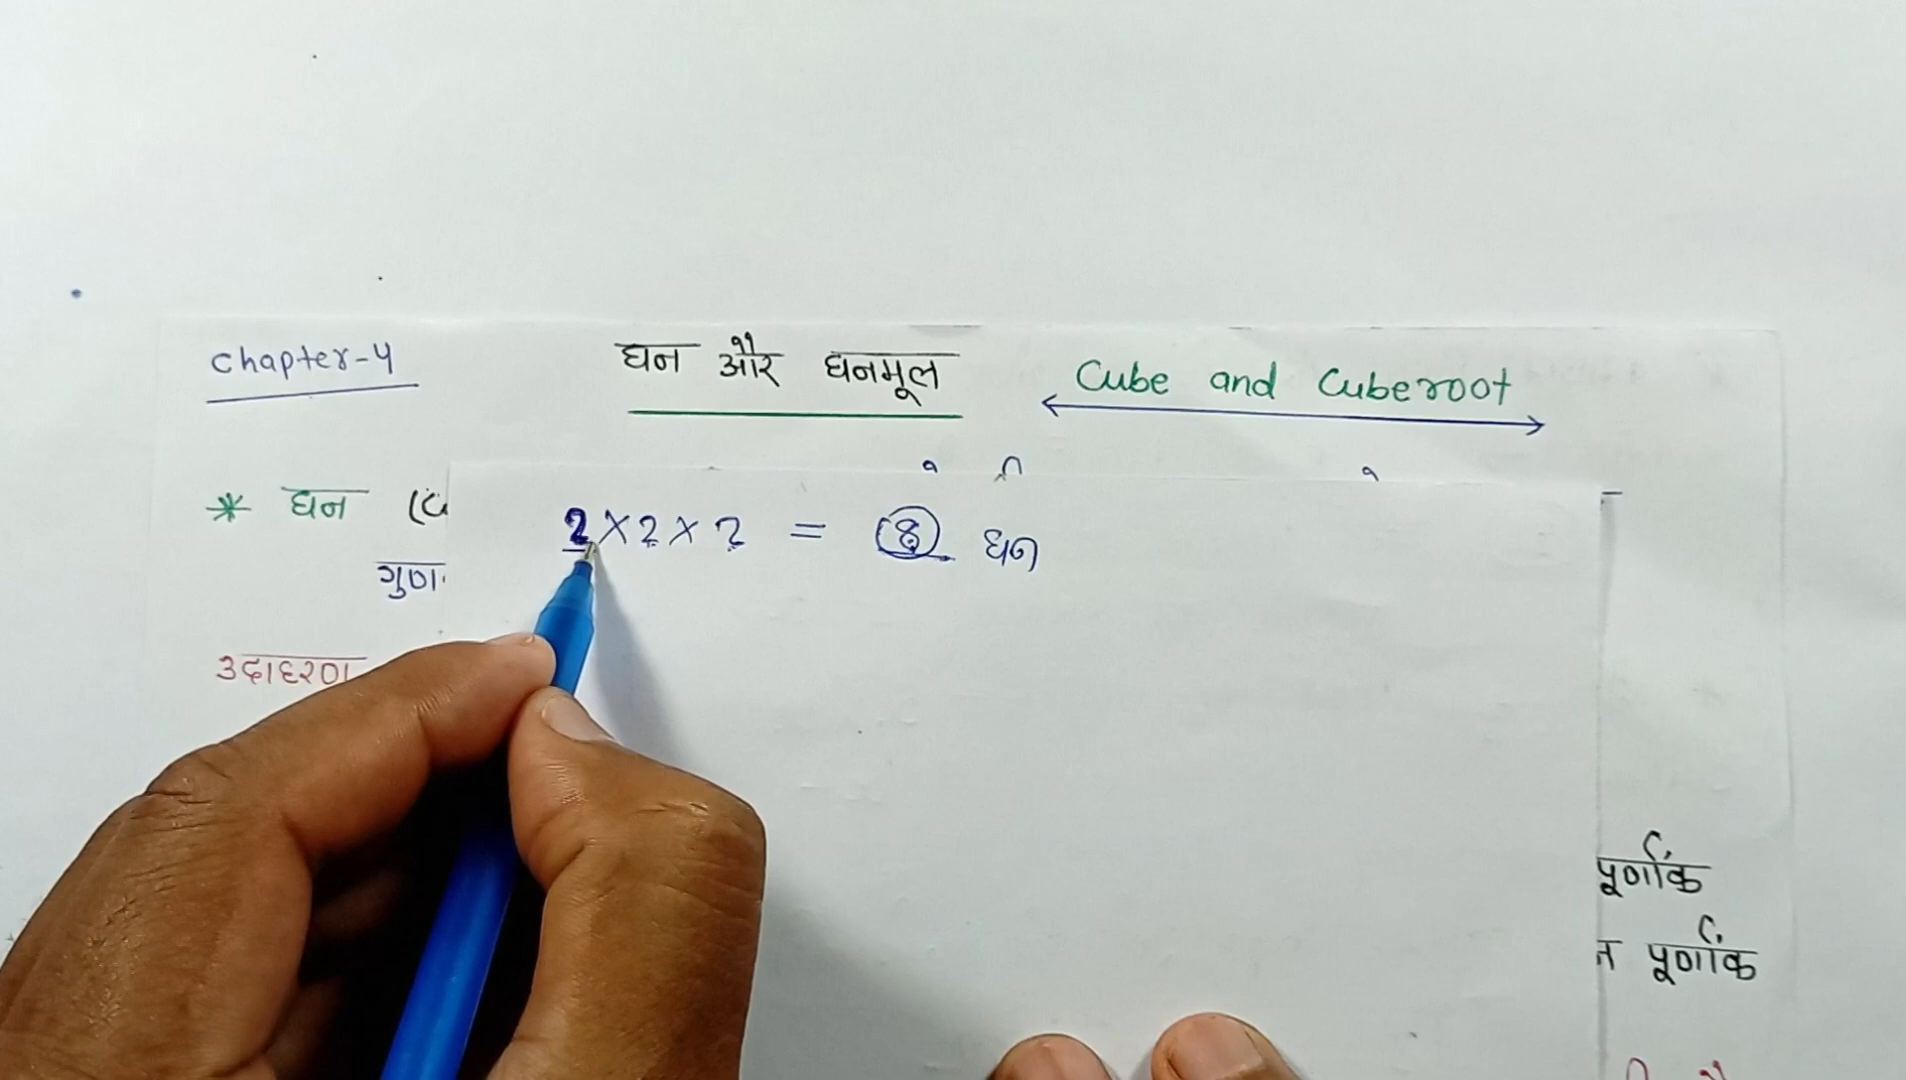 Chapter-4 घन और घनमूल Cube and Cuberoot
* घन
2 × 2 × 2 = 8 घन
उदाहरण
पूर्णांक
न पूर्णांक